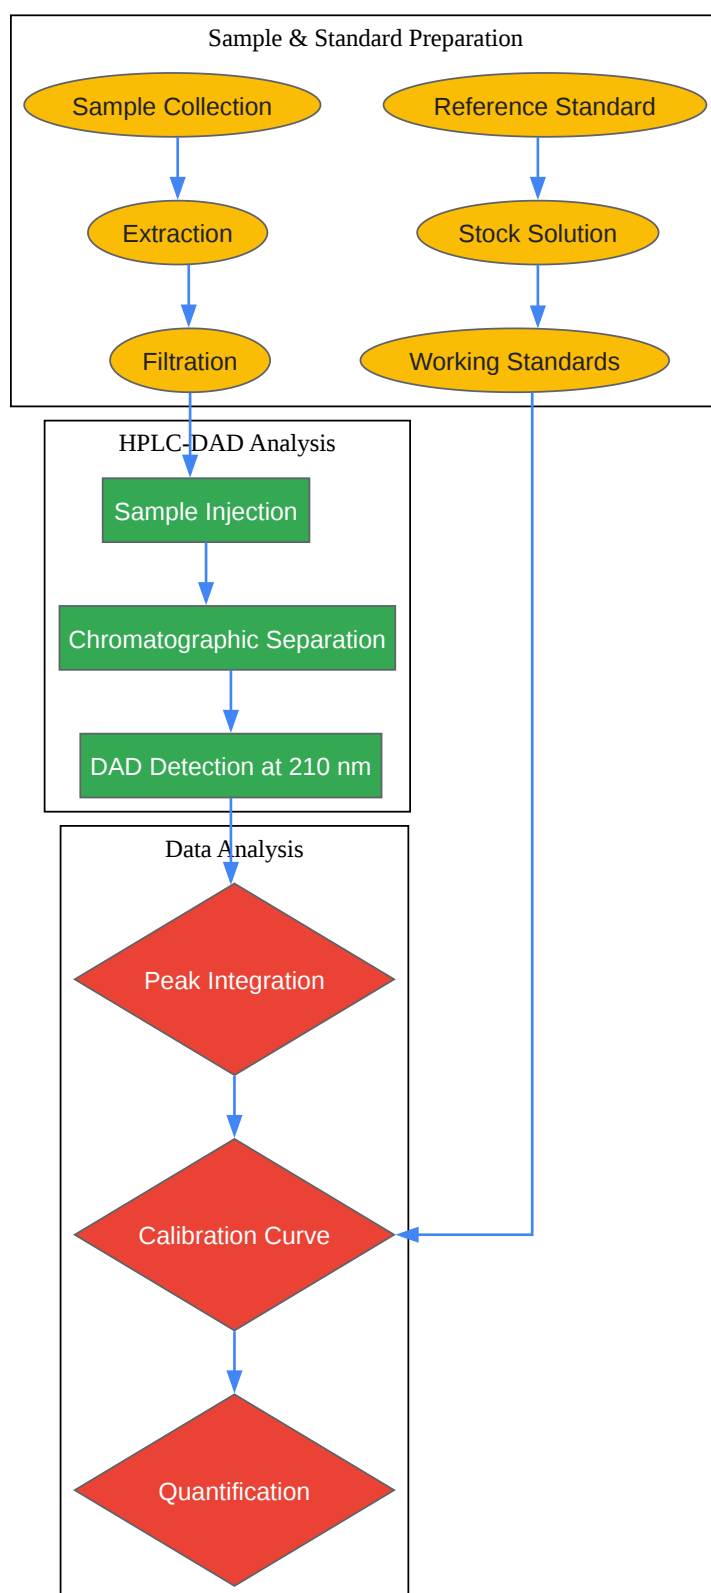 Sample & Standard Preparation
Sample Collection
Reference Standard
Extraction
Stock Solution
Filtration
Working Standards
HPLC-DAD Analysis
Sample Injection
Chromatographic Separation
DAD Detection at 210 nm
Data Analysis
Peak Integration
Calibration Curve
Quantification